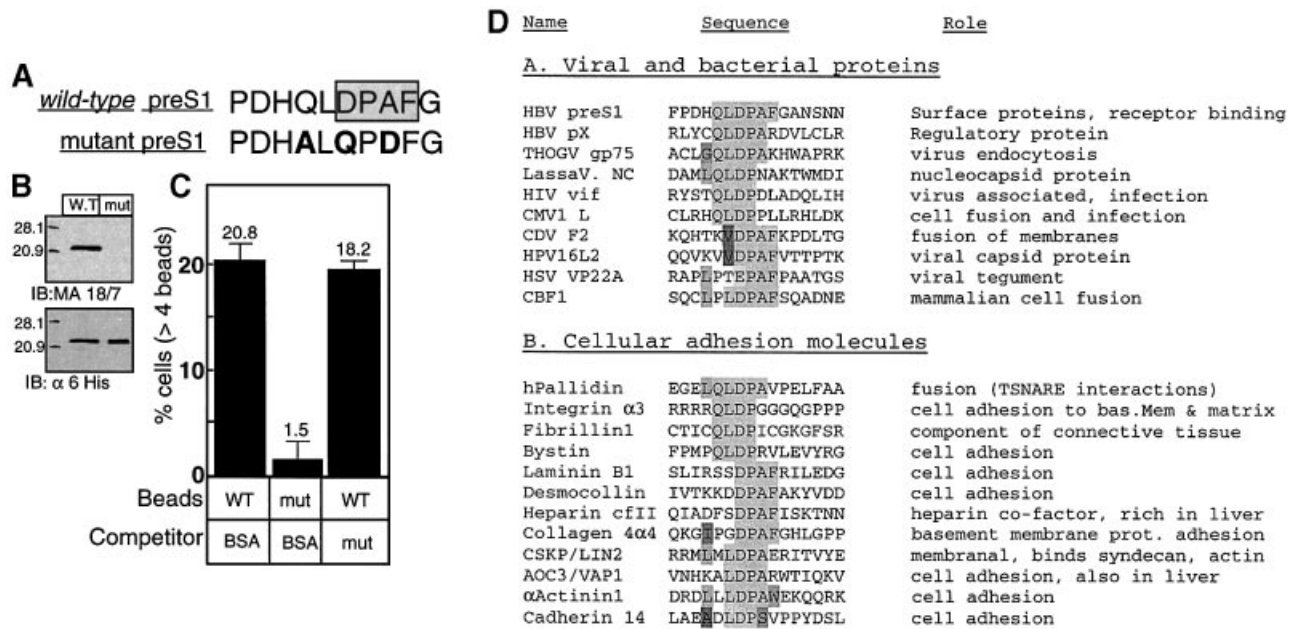 A
wild-type preS1 PDHQLDPAFG
mutant preS1 PDHALQPDFG
B
W.T mut
28.1
20.9
IB:MA 18/7
28.1
20.9
IB: α 6 His
C
% cells (> 4 beads)
20
10
0
20.8
1.5
18.2
Beads WT mut WT
Competitor BSA BSA mut
D
Name Sequence Role
A. Viral and bacterial proteins
HBV preS1 FPDHQLDPAFGANSNN Surface proteins, receptor binding
HBV pX RLYCQLDPARDVLCLR Regulatory protein
THOGV gp75 ACLGQLDPAKHWAPRK virus endocytosis
LassaV. NC DAMLQLDPNAKTWMDI nucleocapsid protein
HIV vif RYSTQLDPDLADQLIH virus associated, infection
CMV1 L CLRHQLDPPLLRHLDK cell fusion and infection
CDV F2 KQHTKVDPAFKPDLTG fusion of membranes
HPV16L2 QQVKVVDPAFVTTPTK viral capsid protein
HSV VP22A RAPLPTEPAFPAATGS viral tegument
CBF1 SQCLPLDPAFSQADNE mammalian cell fusion
B. Cellular adhesion molecules
hPallidin EGELQLDPAVPELFAA fusion (TSNARE interactions)
Integrin α3 RRRRQLDPGGGQGPPP cell adhesion to bas.Mem & matrix
Fibrillin1 CTICQLDPICGKGFSR component of connective tissue
Bystin FPMPQLDPRVLEVYRG cell adhesion
Laminin B1 SLIRSSDPAFRILEDG cell adhesion
Desmocollin IVTKKDDPAFAKYVDD cell adhesion
Heparin cfII QIADFSDPAFISKTNN heparin co-factor, rich in liver
Collagen 4α4 QKGIPGDPAFGHLGPP basement membrane prot. adhesion
CSKP/LIN2 RRMLMLDPAERITVYE membranal, binds syndecan, actin
AOC3/VAP1 VNHKALDPARWTIQKV cell adhesion, also in liver
αActinin1 DRDLLLDPAWEKQQRK cell adhesion
Cadherin 14 LAEADLDPSVPPYDSL cell adhesion